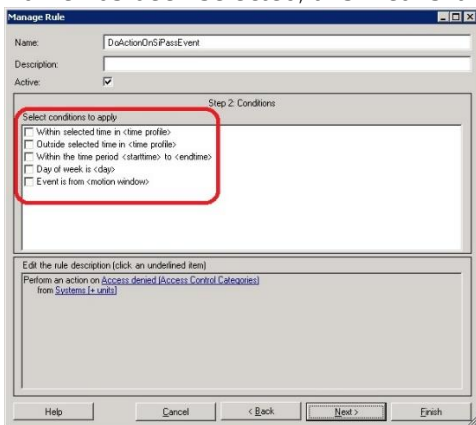 Manage Rule
Name: DoActionOnSiPassEvent
Description:
Active:
Step 2: Conditions
Select conditions to apply
Within selected time in <time profile>
Outside selected time in <time profile>
Within the time period <starttime> to <endtime>
Day of week is <day>
Event is from <motion window>
Edit the rule description (click an underlined item)
Perform an action on Access denied (Access Control Categories)
from Systems [+ units]
Help Cancel < Back Next > Finish